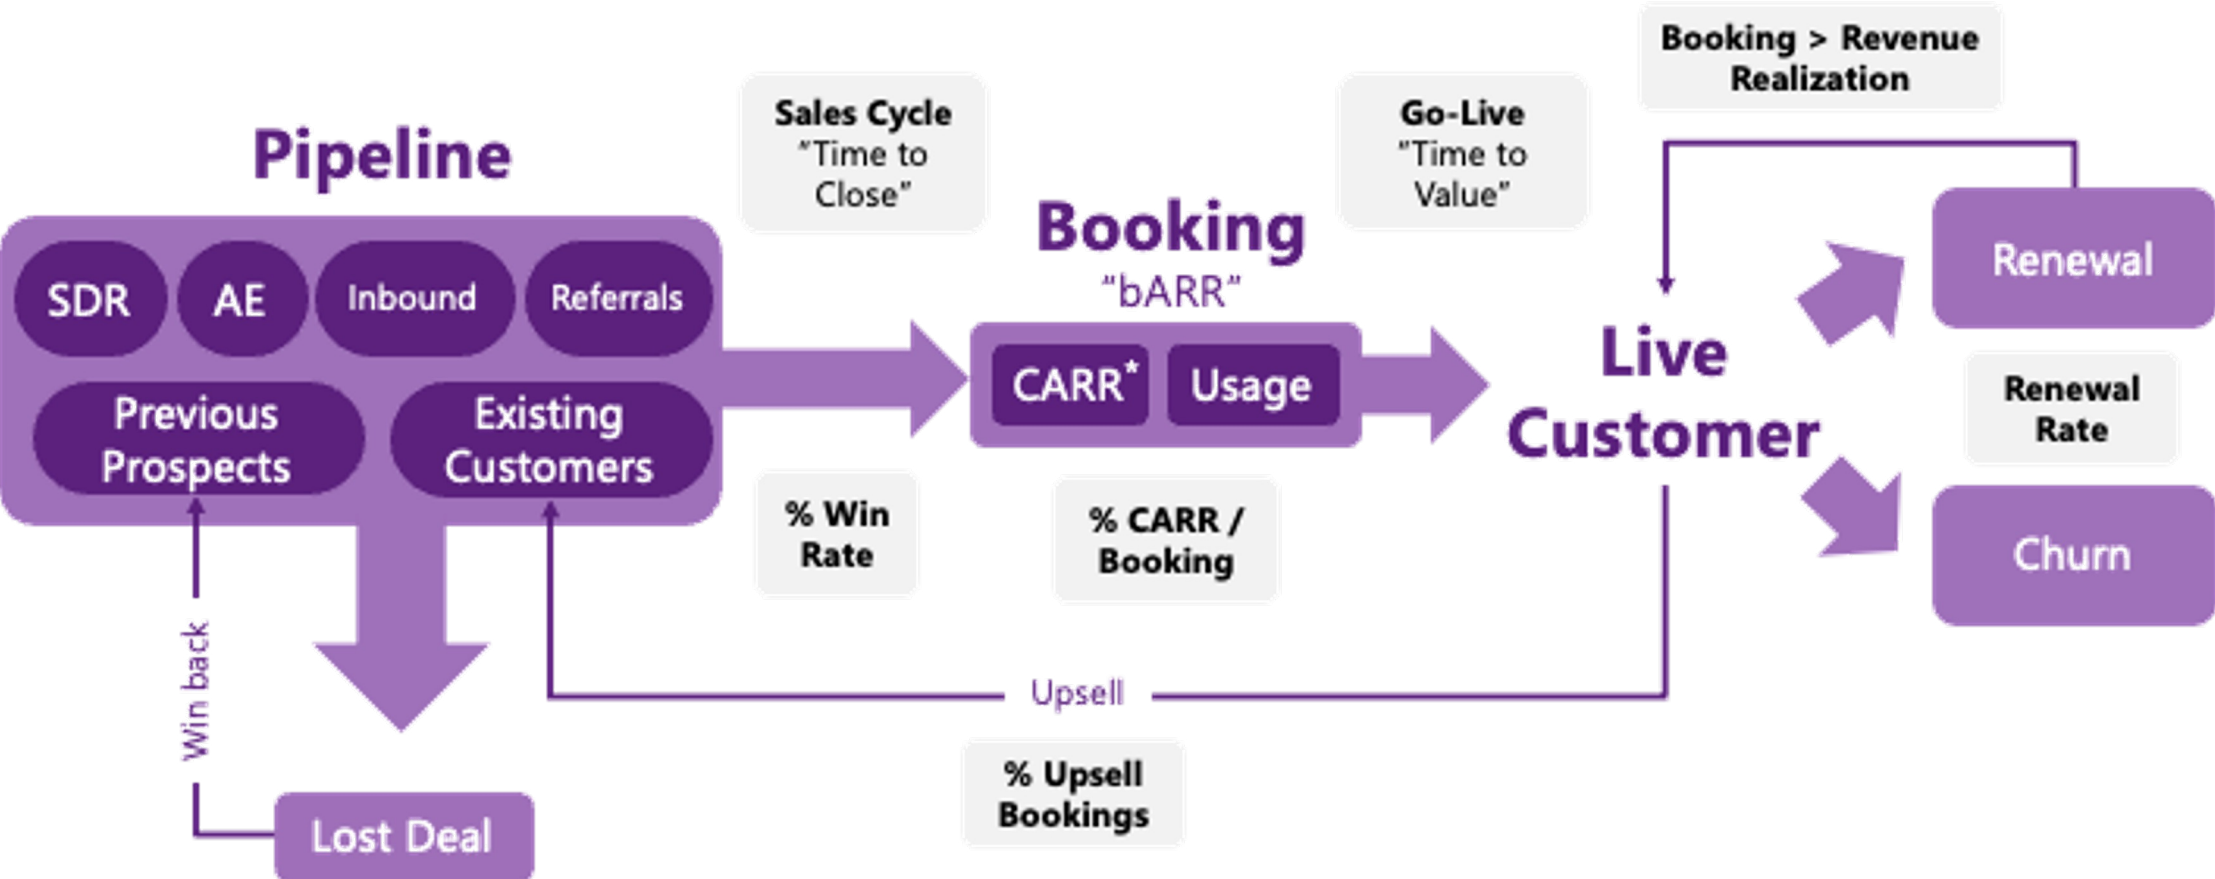 Booking > Revenue
Realization
Sales Cycle
"Time to
Close"
Go-Live
"Time to
Value"
Pipeline
Booking
"bARR"
SDR
AE
Inbound
Referrals
Previous
Prospects
Existing
Customers
CARR*
Usage
Live
Customer
Renewal
Renewal
Rate
Churn
% Win
Rate
% CARR /
Booking
Win back
Upsell
% Upsell
Bookings
Lost Deal